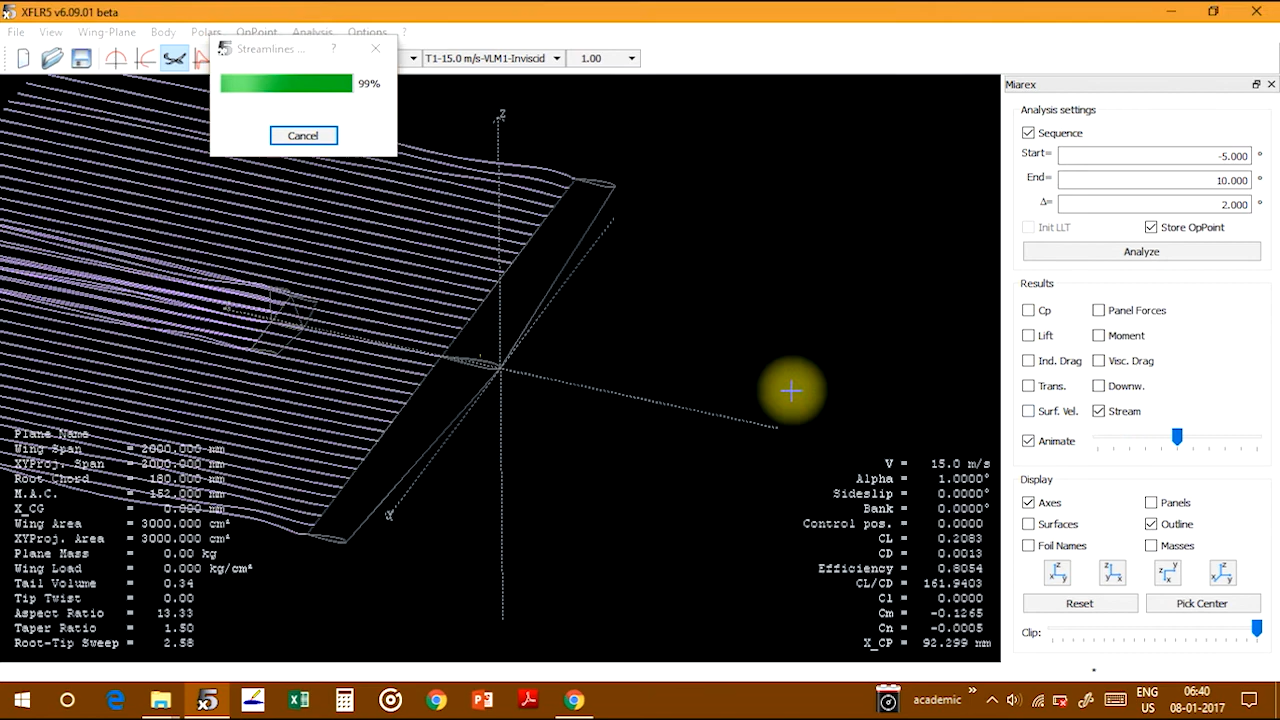 XFLR5 v6.09.01 beta
File View Wing-Plane Body Polars OpPoint Analysis Options ?
Streamlines ... ?
T1-15.0 m/s-VLM1-Inviscid 1.00
99%
Cancel
Z
Y
Plane Name
Wing Span = 2000.000 mm
XYProj. Span = 2000.000 mm
Root Chord = 180.000 mm
M.A.C. = 152.000 mm
X_CG = 0.000 mm
Wing Area = 3000.000 cm²
XYProj. Area = 3000.000 cm²
Plane Mass = 0.00 kg
Wing Load = 0.000 kg/cm²
Tail Volume = 0.34
Tip Twist = 0.00
Aspect Ratio = 13.33
Taper Ratio = 1.50
Root-Tip Sweep = 2.58
V = 15.0 m/s
Alpha = 1.0000°
Sideslip = 0.0000°
Bank = 0.0000°
Control pos. = 0.0000
CL = 0.2083
CD = 0.0013
Efficiency = 0.8054
CL/CD = 161.9403
Cl = 0.0000
Cm = -0.1265
Cn = -0.0005
X_CP = 92.299 mm
Miarex
Analysis settings
Sequence
Start= -5.000 °
End= 10.000 °
Δ= 2.000 °
Init LLT Store OpPoint
Analyze
Results
Cp Panel Forces
Lift Moment
Ind. Drag Visc. Drag
Trans. Downw.
Surf. Vel. Stream
Animate
Display
Axes Panels
Surfaces Outline
Foil Names Masses
Reset Pick Center
Clip:
academic
ENG
US
06:40
08-01-2017